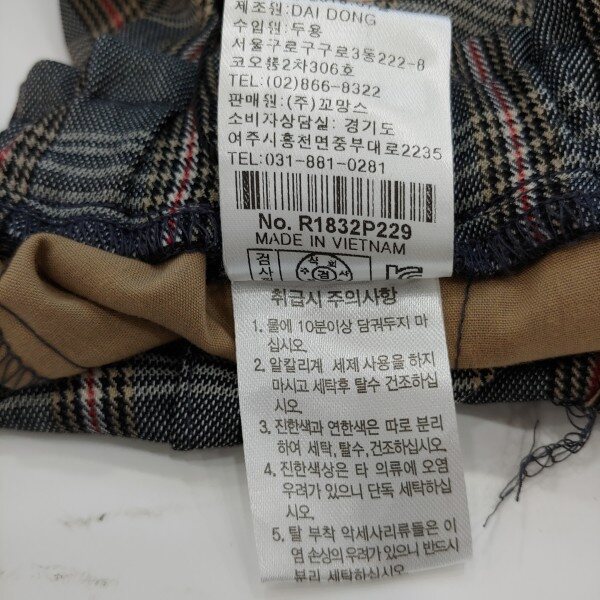 제조원:DAI DONG
수입원:두용
서울구로구구로3동222-8
코오롱2차306호
TEL:(02)866-8322
판매원:(주)꼬망스
소비자상담실:경기도
여주시흥천면중부대로2235
TEL:031-881-0281
No. R1832P229
MADE IN VIETNAM
검사
취급시 주의사항
1. 물에 10분이상 담궈두지 마
십시오.
2. 알칼리계 세제 사용을 하지
마시고 세탁후 탈수 건조하십
시오.
3. 진한색과 연한색은 따로 분리
하여 세탁, 탈수, 건조하십시오.
4. 진한색상은 타 의류에 오염
우려가 있으니 단독 세탁하십
시오.
5. 탈 부착 악세사리류들은 이
염 손상의 우려가 있으니 반드시
분리 세탁하십시오.